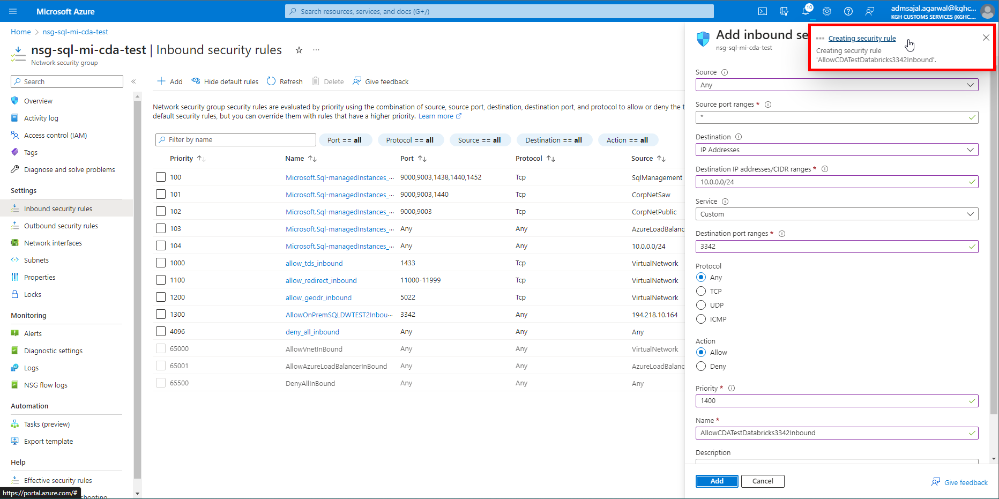 Microsoft Azure
Search resources, services, and docs (G+/)
10
admsajal.agarwal@kghc...
KGH CUSTOMS SERVICES (KGHC....
Home > nsg-sql-mi-cda-test
nsg-sql-mi-cda-test | Inbound security rules
Network security group
Search
Overview
Activity log
Access control (IAM)
Tags
Diagnose and solve problems
Settings
Inbound security rules
Outbound security rules
Network interfaces
Subnets
Properties
Locks
Monitoring
Alerts
Diagnostic settings
Logs
NSG flow logs
Automation
Tasks (preview)
Export template
Help
Effective security rules
https://portal.azure.com/#
shooting
Add Hide default rules Refresh Delete Give feedback
Network security group security rules are evaluated by priority using the combination of source, source port, destination, destination port, and protocol to allow or deny the t
default security rules, but you can override them with rules that have a higher priority. Learn more
Filter by name Port == all Protocol == all Source == all Destination == all Action == all
Priority Name Port Protocol Source
100 Microsoft.Sql-managedInstances_... 9000,9003,1438,1440,1452 Tcp SqlManagement
101 Microsoft.Sql-managedInstances_... 9000,9003,1440 Tcp CorpNetSaw
102 Microsoft.Sql-managedInstances_... 9000,9003 Tcp CorpNetPublic
103 Microsoft.Sql-managedInstances_... Any Any AzureLoadBalanc
104 Microsoft.Sql-managedInstances_... Any Any 10.0.0.0/24
1000 allow_tds_inbound 1433 Tcp VirtualNetwork
1100 allow_redirect_inbound 11000-11999 Tcp VirtualNetwork
1200 allow_geodr_inbound 5022 Tcp VirtualNetwork
1300 AllowOnPremSQLDWTEST2Inbou... 3342 Any 194.218.10.164
4096 deny_all_inbound Any Any Any
65000 AllowVnetInBound Any Any VirtualNetwork
65001 AllowAzureLoadBalancerInBound Any Any AzureLoadBalanc
65500 DenyAllInBound Any Any Any
Add inbound se
nsg-sql-mi-cda-test
Creating security rule
Creating security rule
'AllowCDATestDatabricks3342Inbound'.
Source
Any
Source port ranges *
*
Destination
IP Addresses
Destination IP addresses/CIDR ranges *
10.0.0.0/24
Service
Custom
Destination port ranges *
3342
Protocol
Any
TCP
UDP
ICMP
Action
Allow
Deny
Priority *
1400
Name *
AllowCDATestDatabricks3342Inbound
Description
Add Cancel Give feedback